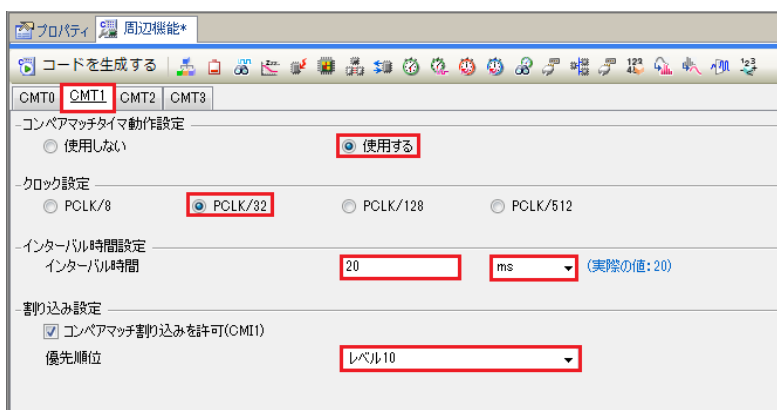 プロパティ 周辺機能*
コードを生成する
CMT0 CMT1 CMT2 CMT3
コンペアマッチタイマ動作設定
使用しない 使用する
クロック設定
PCLK/8 PCLK/32 PCLK/128 PCLK/512
インターバル時間設定
インターバル時間 20 ms (実際の値: 20)
割り込み設定
コンペアマッチ割り込みを許可(CMI1)
優先順位 レベル10